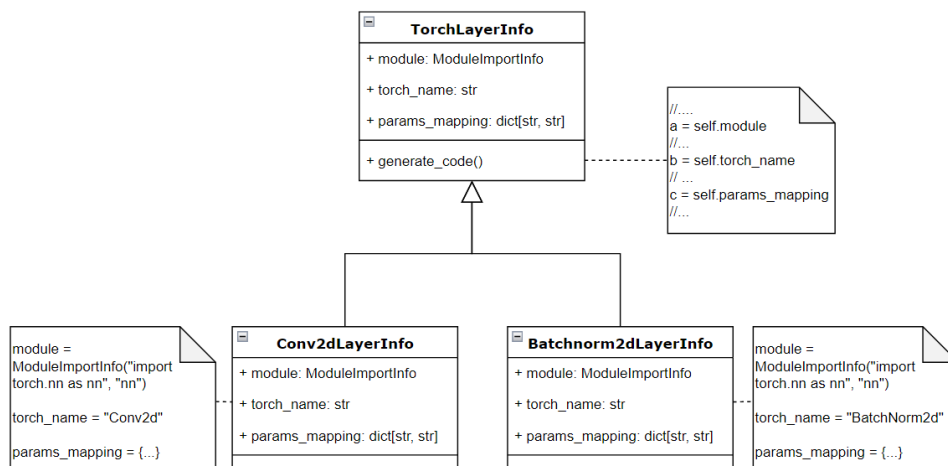 TorchLayerInfo
+ module: ModuleImportInfo
+ torch_name: str
+ params_mapping: dict[str, str]
+ generate_code()
//....
a = self.module
//...
b = self.torch_name
// ...
c = self.params_mapping
//...
module =
ModuleImportInfo("import
torch.nn as nn", "nn")
torch_name = "Conv2d"
params_mapping = {...}
Conv2dLayerInfo
+ module: ModuleImportInfo
+ torch_name: str
+ params_mapping: dict[str, str]
Batchnorm2dLayerInfo
+ module: ModuleImportInfo
+ torch_name: str
+ params_mapping: dict[str, str]
module =
ModuleImportInfo("import
torch.nn as nn", "nn")
torch_name = "BatchNorm2d"
params_mapping = {...}